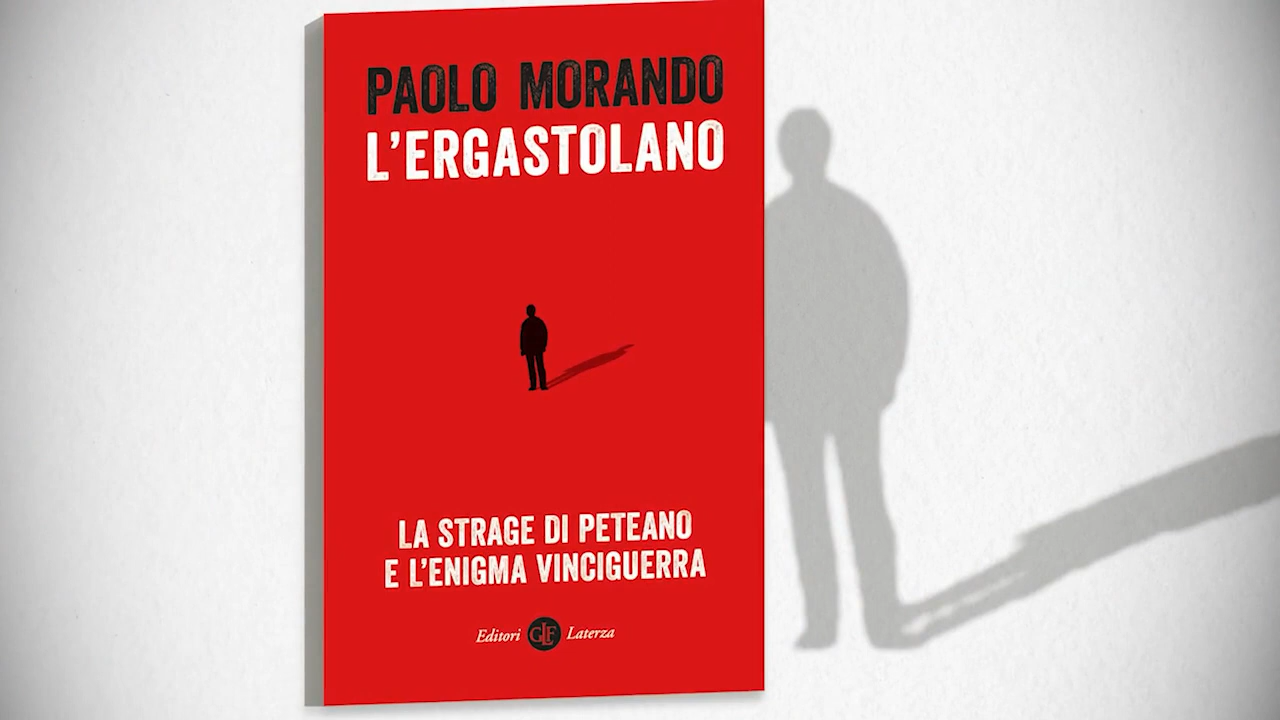 PAOLO MORANDO
L'ERGASTOLANO
LA STRAGE DI PETEANO
E L'ENIGMA VINCIGUERRA
Editori GLF Laterza